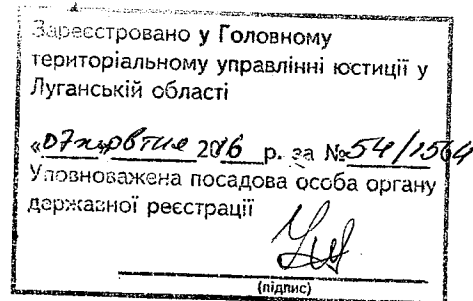 Зареєстровано у Головному
територіальному управлінні юстиції у
Луганській області
«07» жовтня 2016 р. за №54/1564
Уповноважена посадова особа органу
державної реєстрації
(підпис)